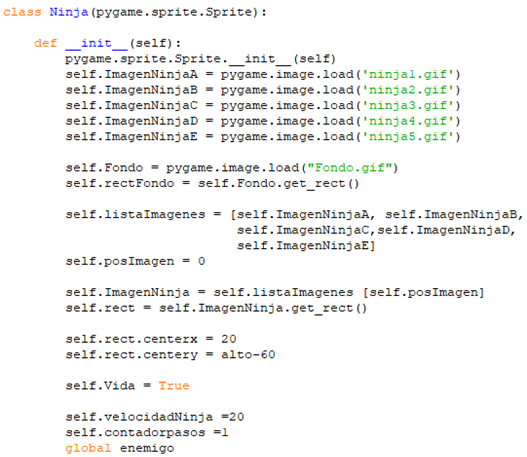 class Ninja(pygame.sprite.Sprite):
def __init__(self):
pygame.sprite.Sprite.__init__(self)
self.ImagenNinjaA = pygame.image.load('ninja1.gif')
self.ImagenNinjaB = pygame.image.load('ninja2.gif')
self.ImagenNinjaC = pygame.image.load('ninja3.gif')
self.ImagenNinjaD = pygame.image.load('ninja4.gif')
self.ImagenNinjaE = pygame.image.load('ninja5.gif')
self.Fondo = pygame.image.load("Fondo.gif")
self.rectFondo = self.Fondo.get_rect()
self.listaImagenes = [self.ImagenNinjaA, self.ImagenNinjaB,
self.ImagenNinjaC,self.ImagenNinjaD,
self.ImagenNinjaE]
self.posImagen = 0
self.ImagenNinja = self.listaImagenes [self.posImagen]
self.rect = self.ImagenNinja.get_rect()
self.rect.centerx = 20
self.rect.centery = alto-60
self.Vida = True
self.velocidadNinja =20
self.contadorpasos =1
global enemigo